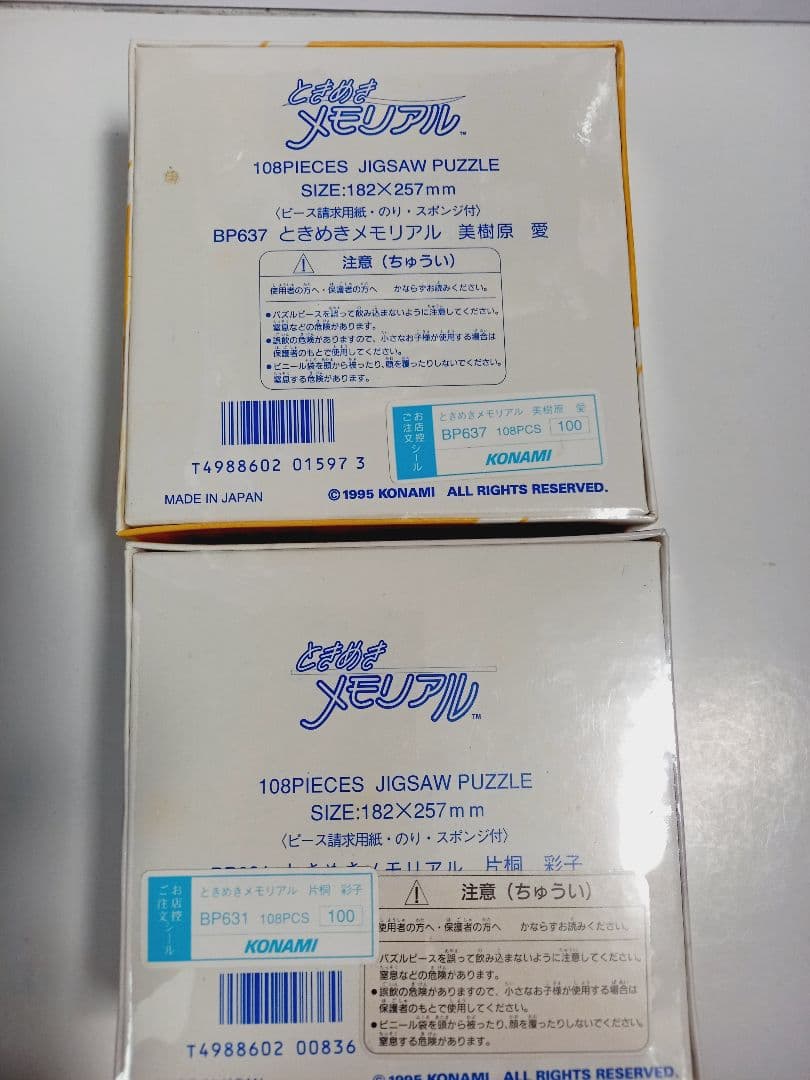 ときめき
メモリアル™
108PIECES JIGSAW PUZZLE
SIZE:182×257mm
〈ピース請求用紙・のり・スポンジ付〉
BP637 ときめきメモリアル 美樹原 愛
注意（ちゅうい）
使用者の方へ・保護者の方へ かならずお読みください。
●パズルピースを誤って飲み込まないように注意してください。
窒息などの危険があります。
●誤飲の危険がありますので、小さなお子様が使用する場合は
保護者のもとで使用してください。
●ビニール袋を頭から被ったり、顔を覆ったりしないでください。
窒息する危険があります。
お店控
ご注文シール
ときめきメモリアル 美樹原 愛
BP637 108PCS 100
KONAMI
T4988602 01597 3
MADE IN JAPAN
©1995 KONAMI ALL RIGHTS RESERVED.
ときめき
メモリアル™
108PIECES JIGSAW PUZZLE
SIZE:182×257mm
〈ピース請求用紙・のり・スポンジ付〉
ときめきメモリアル 片桐 彩子
お店控
ご注文シール
ときめきメモリアル 片桐 彩子
BP631 108PCS 100
KONAMI
注意（ちゅうい）
使用者の方へ・保護者の方へ かならずお読みください。
パズルピースを誤って飲み込まないように注意してください。
窒息などの危険があります。
●誤飲の危険がありますので、小さなお子様が使用する場合は
保護者のもとで使用してください。
●ビニール袋を頭から被ったり、顔を覆ったりしないでください。
窒息する危険があります。
T4988602 00836
©1995 KONAMI ALL RIGHTS RESERVED.